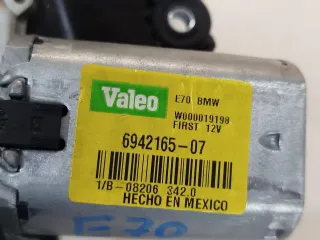 Valeo
E70 BMW
W000019198
FIRST 12V
6942165-07
1/B-08206 342.0
HECHO EN MEXICO
E70